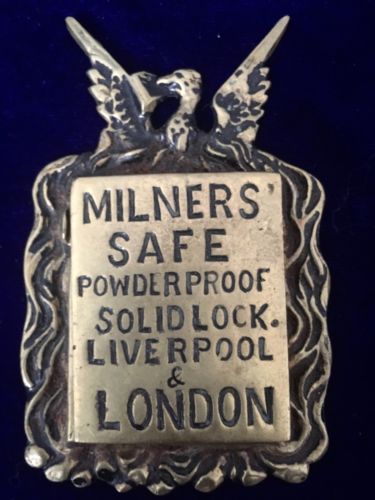 MILNERS'
SAFE
POWDERPROOF
SOLID LOCK.
LIVERPOOL
&
LONDON